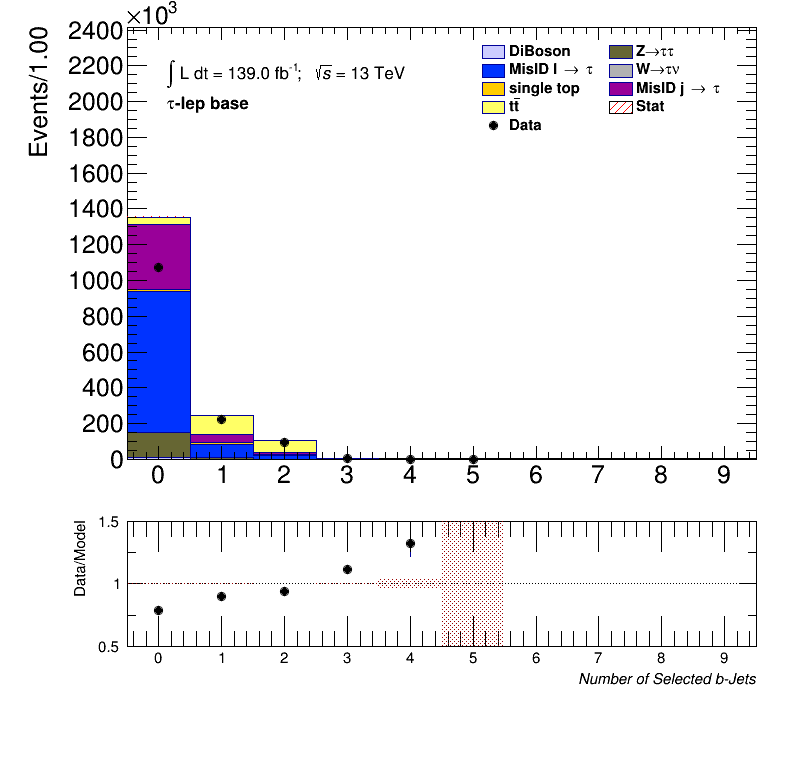 ×10³
Events/1.00
2400
2200
2000
1800
1600
1400
1200
1000
800
600
400
200
0
∫ L dt = 139.0 fb⁻¹; √s = 13 TeV
τ-lep base
DiBoson
MisID l → τ
single top
tt̄
Data
Z→ττ
W→τν
MisID j → τ
Stat
0 1 2 3 4 5 6 7 8 9
Data/Model
1.5
1
0.5
0 1 2 3 4 5 6 7 8 9
Number of Selected b-Jets